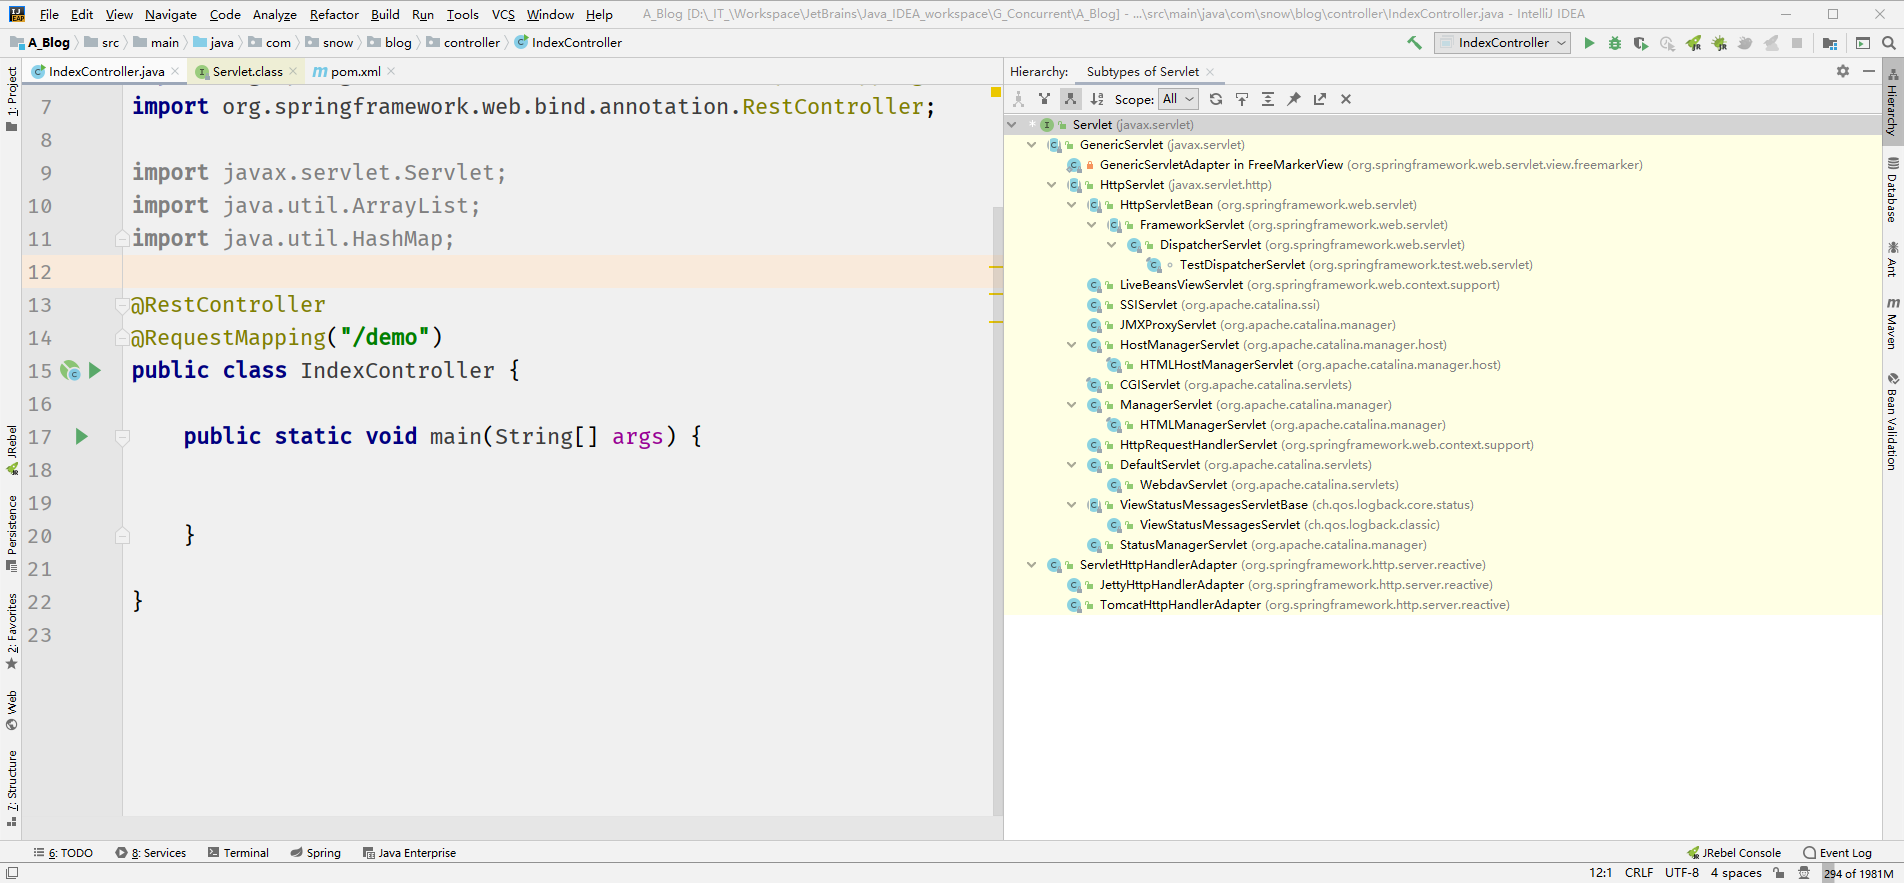 File Edit View Navigate Code Analyze Refactor Build Run Tools VCS Window Help A_Blog [D:\_IT_\Workspace\JetBrains\Java_IDEA_workspace\G_Concurrent\A_Blog] - ...\src\main\java\com\snow\blog\controller\IndexController.java - IntelliJ IDEA
A_Blog src main java com snow blog controller IndexController
IndexController
IndexController.java Servlet.class pom.xml
Hierarchy: Subtypes of Servlet
Scope: All
1: Project
JRebel
Persistence
2: Favorites
Web
7: Structure
7 import org.springframework.web.bind.annotation.RestController;
8
9 import javax.servlet.Servlet;
10 import java.util.ArrayList;
11 import java.util.HashMap;
12
13 @RestController
14 @RequestMapping("/demo")
15 public class IndexController {
16
17 public static void main(String[] args) {
18
19
20 }
21
22 }
23
Servlet (javax.servlet)
GenericServlet (javax.servlet)
GenericServletAdapter in FreeMarkerView (org.springframework.web.servlet.view.freemarker)
HttpServlet (javax.servlet.http)
HttpServletBean (org.springframework.web.servlet)
FrameworkServlet (org.springframework.web.servlet)
DispatcherServlet (org.springframework.web.servlet)
TestDispatcherServlet (org.springframework.test.web.servlet)
LiveBeansViewServlet (org.springframework.web.context.support)
SSIServlet (org.apache.catalina.ssi)
JMXProxyServlet (org.apache.catalina.manager)
HostManagerServlet (org.apache.catalina.manager.host)
HTMLHostManagerServlet (org.apache.catalina.manager.host)
CGIServlet (org.apache.catalina.servlets)
ManagerServlet (org.apache.catalina.manager)
HTMLManagerServlet (org.apache.catalina.manager)
HttpRequestHandlerServlet (org.springframework.web.context.support)
DefaultServlet (org.apache.catalina.servlets)
WebdavServlet (org.apache.catalina.servlets)
ViewStatusMessagesServletBase (ch.qos.logback.core.status)
ViewStatusMessagesServlet (ch.qos.logback.classic)
StatusManagerServlet (org.apache.catalina.manager)
ServletHttpHandlerAdapter (org.springframework.http.server.reactive)
JettyHttpHandlerAdapter (org.springframework.http.server.reactive)
TomcatHttpHandlerAdapter (org.springframework.http.server.reactive)
Hierarchy
Database
Ant
Maven
Bean Validation
6: TODO 8: Services Terminal Spring Java Enterprise JRebel Console Event Log
12:1 CRLF UTF-8 4 spaces 294 of 1981M